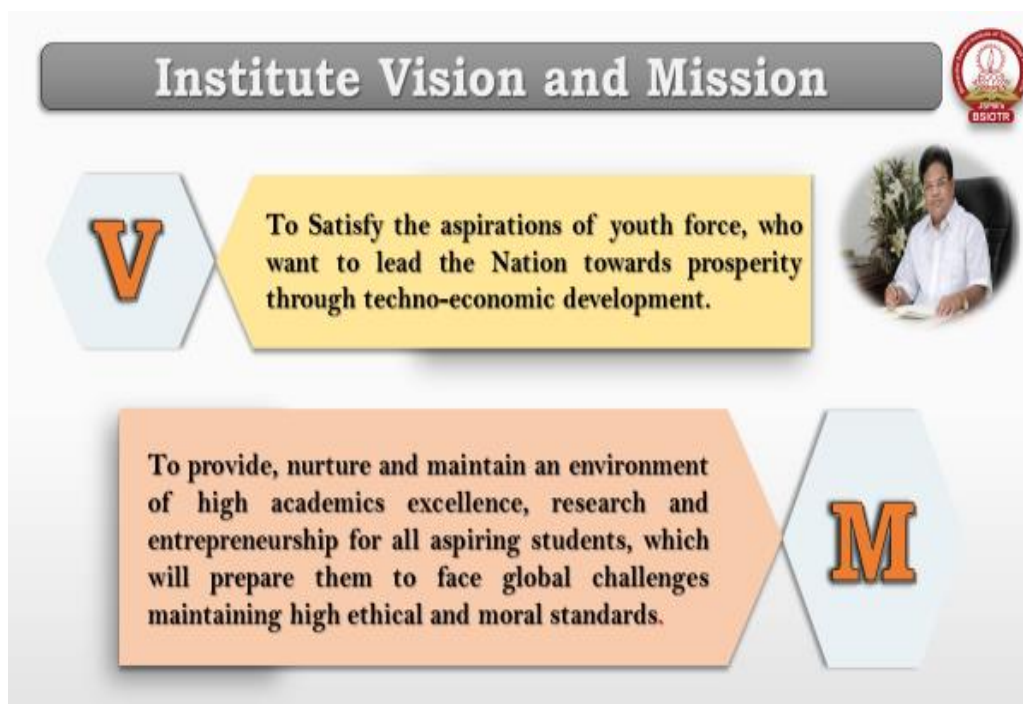 Institute Vision and Mission
JSPM's
BSIOTR
V
To Satisfy the aspirations of youth force, who
want to lead the Nation towards prosperity
through techno-economic development.
To provide, nurture and maintain an environment
of high academics excellence, research and
entrepreneurship for all aspiring students, which
will prepare them to face global challenges
maintaining high ethical and moral standards.
M